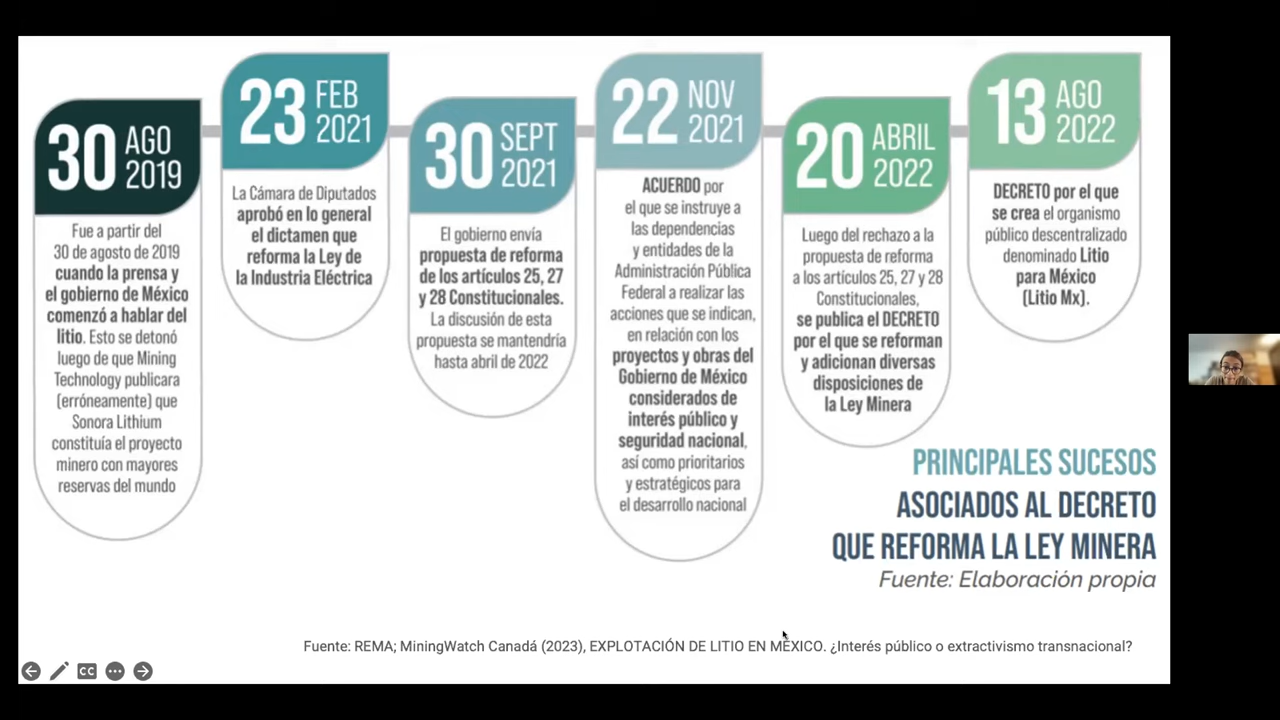 30 AGO 2019
Fue a partir del
30 de agosto de 2019
cuando la prensa y
el gobierno de México
comenzó a hablar del
litio. Esto se detonó
luego de que Mining
Technology publicara
(erróneamente) que
Sonora Lithium
constituía el proyecto
minero con mayores
reservas del mundo
23 FEB 2021
La Cámara de Diputados
aprobó en lo general
el dictamen que
reforma la Ley de
la Industria Eléctrica
30 SEPT 2021
El gobierno envía
propuesta de reforma
de los artículos 25, 27
y 28 Constitucionales.
La discusión de esta
propuesta se mantendría
hasta abril de 2022
22 NOV 2021
ACUERDO por
el que se instruye a
las dependencias
y entidades de la
Administración Pública
Federal a realizar las
acciones que se indican,
en relación con los
proyectos y obras del
Gobierno de México
considerados de
interés público y
seguridad nacional,
así como prioritarios
y estratégicos para
el desarrollo nacional
20 ABRIL 2022
Luego del rechazo a la
propuesta de reforma
a los artículos 25, 27 y 28
Constitucionales,
se publica el DECRETO
por el que se reforman
y adicionan diversas
disposiciones de
la Ley Minera
13 AGO 2022
DECRETO por el que
se crea el organismo
público descentralizado
denominado Litio
para México
(Litio Mx).
PRINCIPALES SUCESOS
ASOCIADOS AL DECRETO
QUE REFORMA LA LEY MINERA
Fuente: Elaboración propia
Fuente: REMA; MiningWatch Canadá (2023), EXPLOTACIÓN DE LITIO EN MÉXICO. ¿Interés público o extractivismo transnacional?
CC